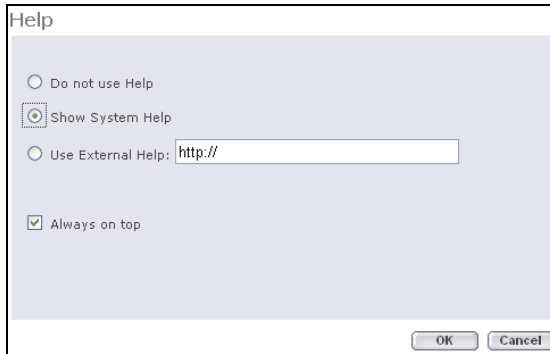 Help
Do not use Help
Show System Help
Use External Help: http://
Always on top
OK Cancel